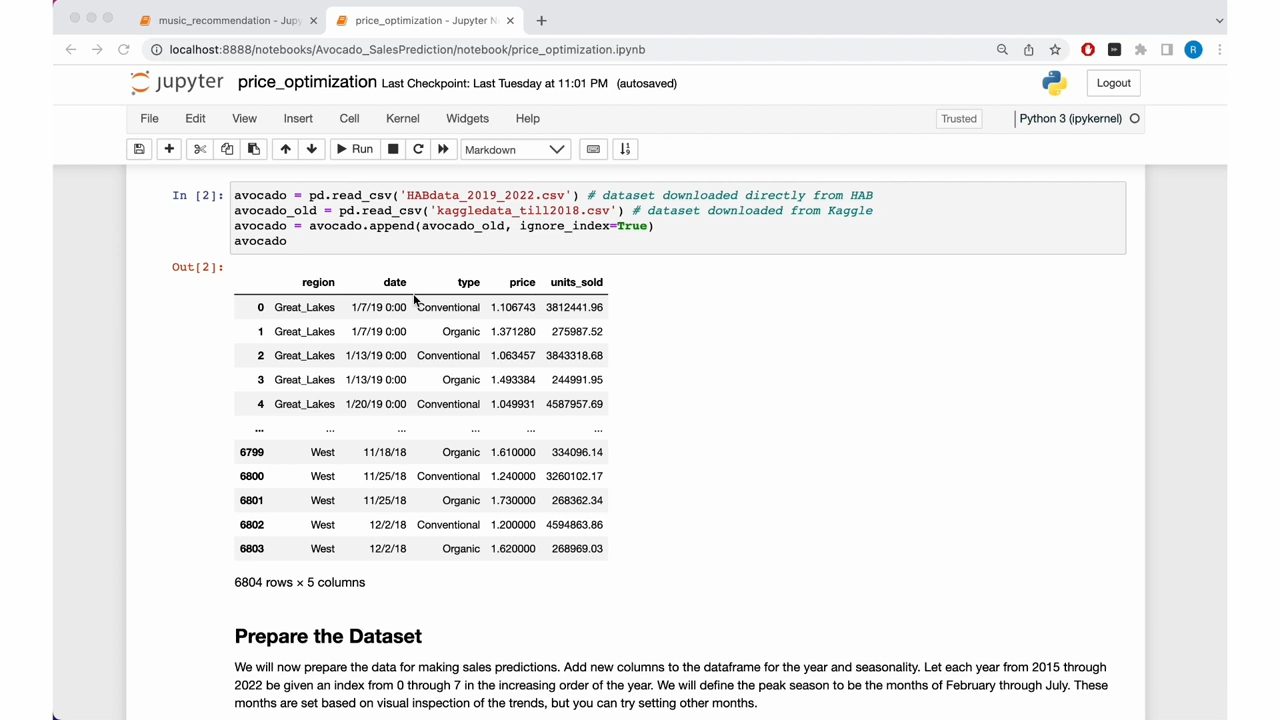 music_recommendation - Jupy
price_optimization - Jupyter N
localhost:8888/notebooks/Avocado_SalesPrediction/notebook/price_optimization.ipynb
R
jupyter price_optimization Last Checkpoint: Last Tuesday at 11:01 PM (autosaved)
Logout
File Edit View Insert Cell Kernel Widgets Help
Trusted
Python 3 (ipykernel)
Run
Markdown
In [2]: avocado = pd.read_csv('HABdata_2019_2022.csv') # dataset downloaded directly from HAB
avocado_old = pd.read_csv('kaggledata_till2018.csv') # dataset downloaded from Kaggle
avocado = avocado.append(avocado_old, ignore_index=True)
avocado
Out[2]:
region date type price units_sold
0 Great_Lakes 1/7/19 0:00 Conventional 1.106743 3812441.96
1 Great_Lakes 1/7/19 0:00 Organic 1.371280 275987.52
2 Great_Lakes 1/13/19 0:00 Conventional 1.063457 3843318.68
3 Great_Lakes 1/13/19 0:00 Organic 1.493384 244991.95
4 Great_Lakes 1/20/19 0:00 Conventional 1.049931 4587957.69
... ... ... ... ... ...
6799 West 11/18/18 Organic 1.610000 334096.14
6800 West 11/25/18 Conventional 1.240000 3260102.17
6801 West 11/25/18 Organic 1.730000 268362.34
6802 West 12/2/18 Conventional 1.200000 4594863.86
6803 West 12/2/18 Organic 1.620000 268969.03
6804 rows × 5 columns
Prepare the Dataset
We will now prepare the data for making sales predictions. Add new columns to the dataframe for the year and seasonality. Let each year from 2015 through
2022 be given an index from 0 through 7 in the increasing order of the year. We will define the peak season to be the months of February through July. These
months are set based on visual inspection of the trends, but you can try setting other months.